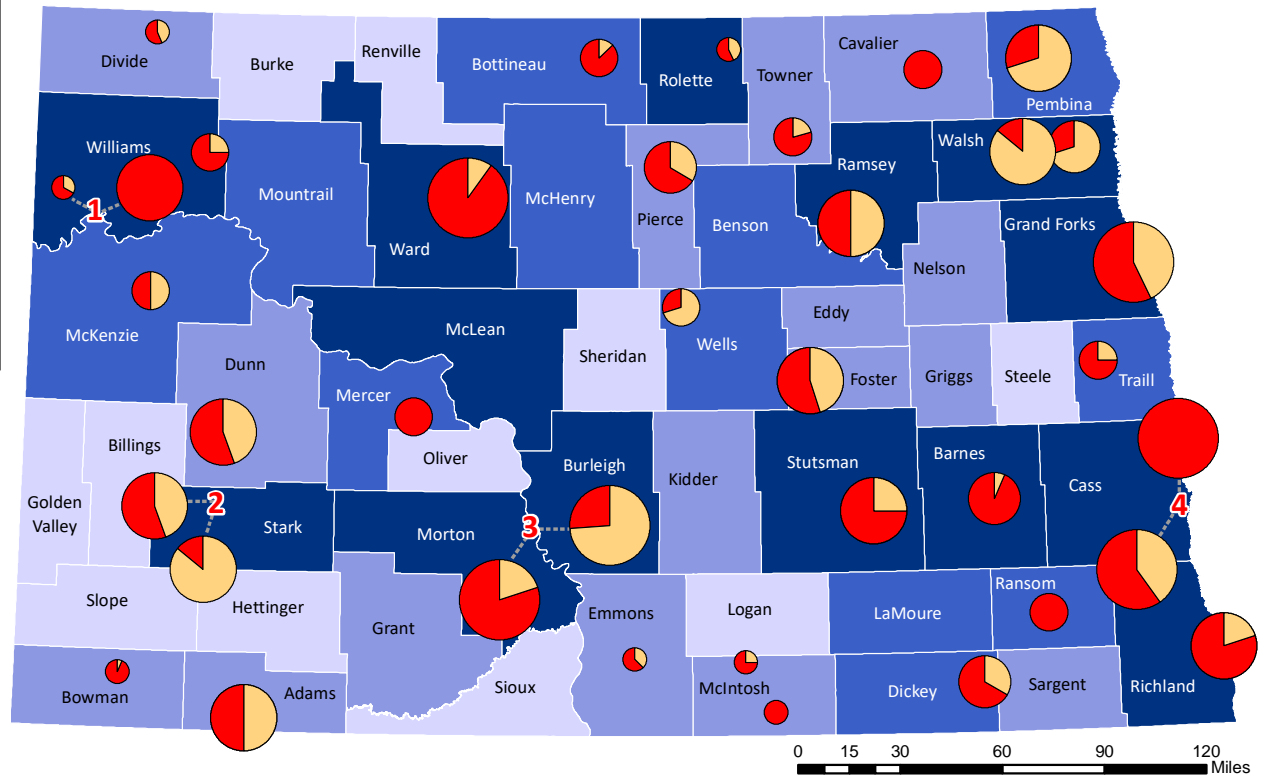 Divide
Burke
Renville
Bottineau
Rolette
Towner
Cavalier
Pembina
Williams
1
Mountrail
Ward
McHenry
Pierce
Benson
Ramsey
Walsh
Grand Forks
Nelson
McKenzie
Dunn
McLean
Sheridan
Wells
Eddy
Foster
Griggs
Steele
Traill
Mercer
Oliver
Billings
Golden
Valley
2
Stark
Morton
3
Burleigh
Kidder
Stutsman
Barnes
Cass
4
Slope
Hettinger
Grant
Emmons
Logan
LaMoure
Ransom
Bowman
Adams
Sioux
McIntosh
Dickey
Sargent
Richland
0 15 30 60 90 120
Miles